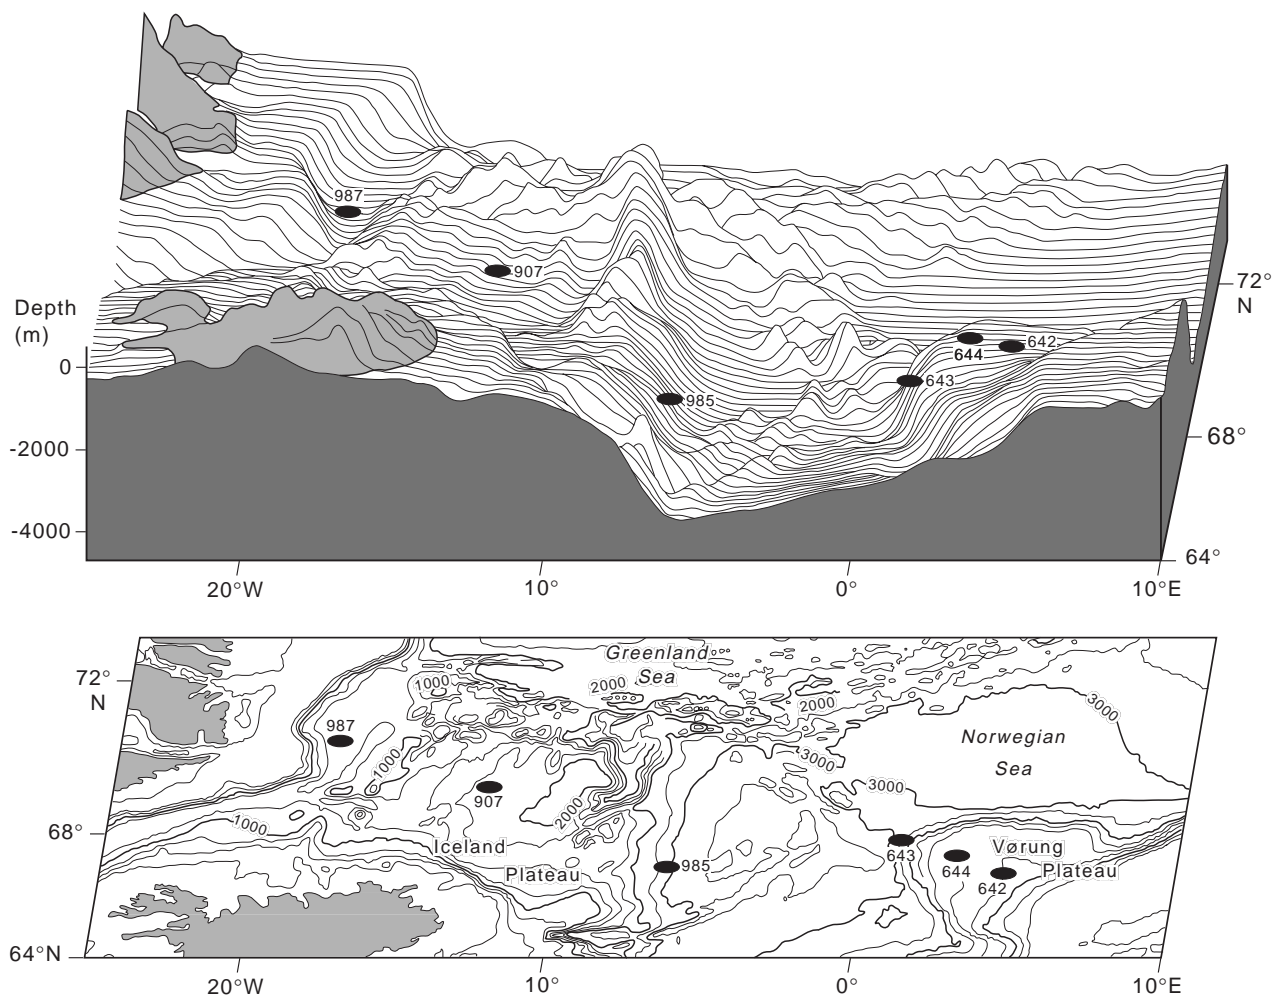 987
907
72°
N
Depth
(m)
642
644
0
643
985
68°
-2000
-4000
64°
20°W
10°
0°
10°E
Greenland
Sea
72°
N
1000
2000
2000
3000
987
Norwegian
Sea
3000
1000
3000
907
2000
1000
68°
Iceland
Vørung
643
985
644
Plateau
Plateau
642
64°N
20°W
10°
0°
10°E